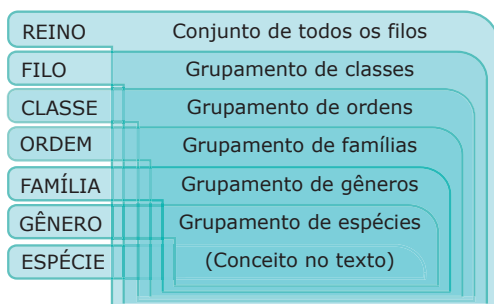 REINO Conjunto de todos os filos
FILO Grupamento de classes
CLASSE Grupamento de ordens
ORDEM Grupamento de famílias
FAMÍLIA Grupamento de gêneros
GÊNERO Grupamento de espécies
ESPÉCIE (Conceito no texto)